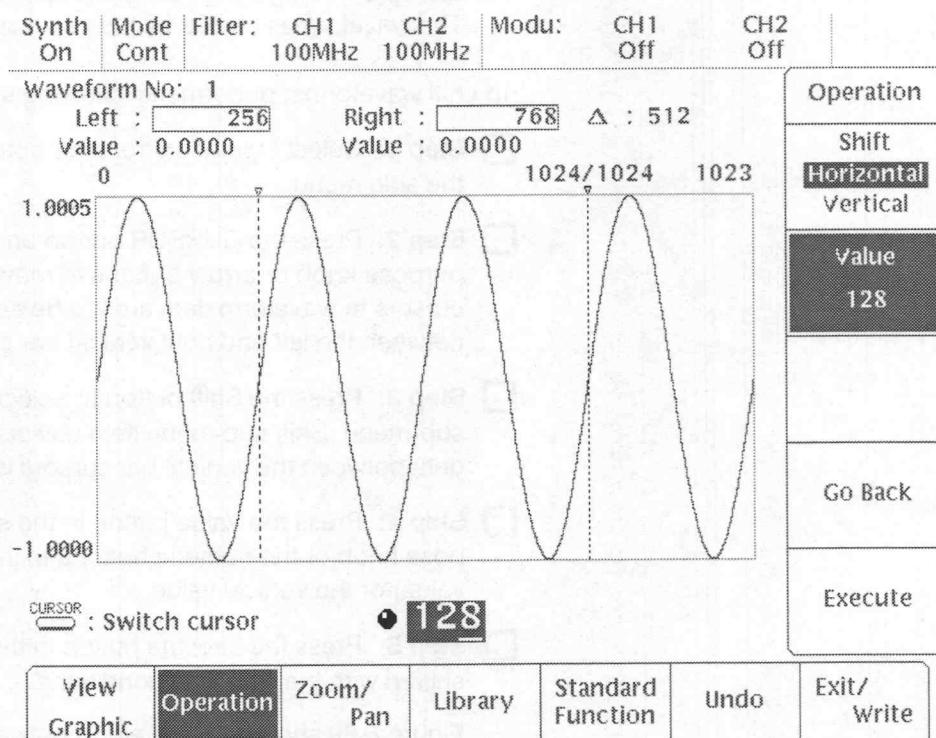 Synth Mode Filter: CH1 CH2 Modu: CH1 CH2
On Cont 100MHz 100MHz Off Off
Waveform No: 1
Left : 256 Right : 768 Δ : 512
Value : 0.0000 Value : 0.0000
0 1024/1024 1023
1.0005
-1.0000
CURSOR : Switch cursor 128
Operation
Shift
Horizontal
Vertical
Value
128
Go Back
Execute
View
Graphic
Operation
Zoom/
Pan
Library
Standard
Function
Undo
Exit/
Write